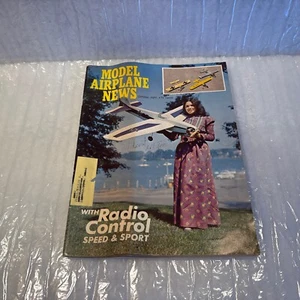 MODEL
AIRPLANE
NEWS
WITH Radio
Control
SPEED & SPORT